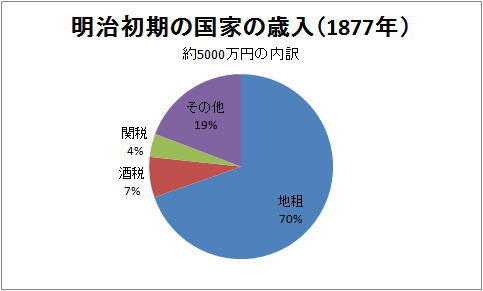 明治初期の国家の歳入（1877年）
約5000万円の内訳
その他
19%
関税
4%
酒税
7%
地租
70%